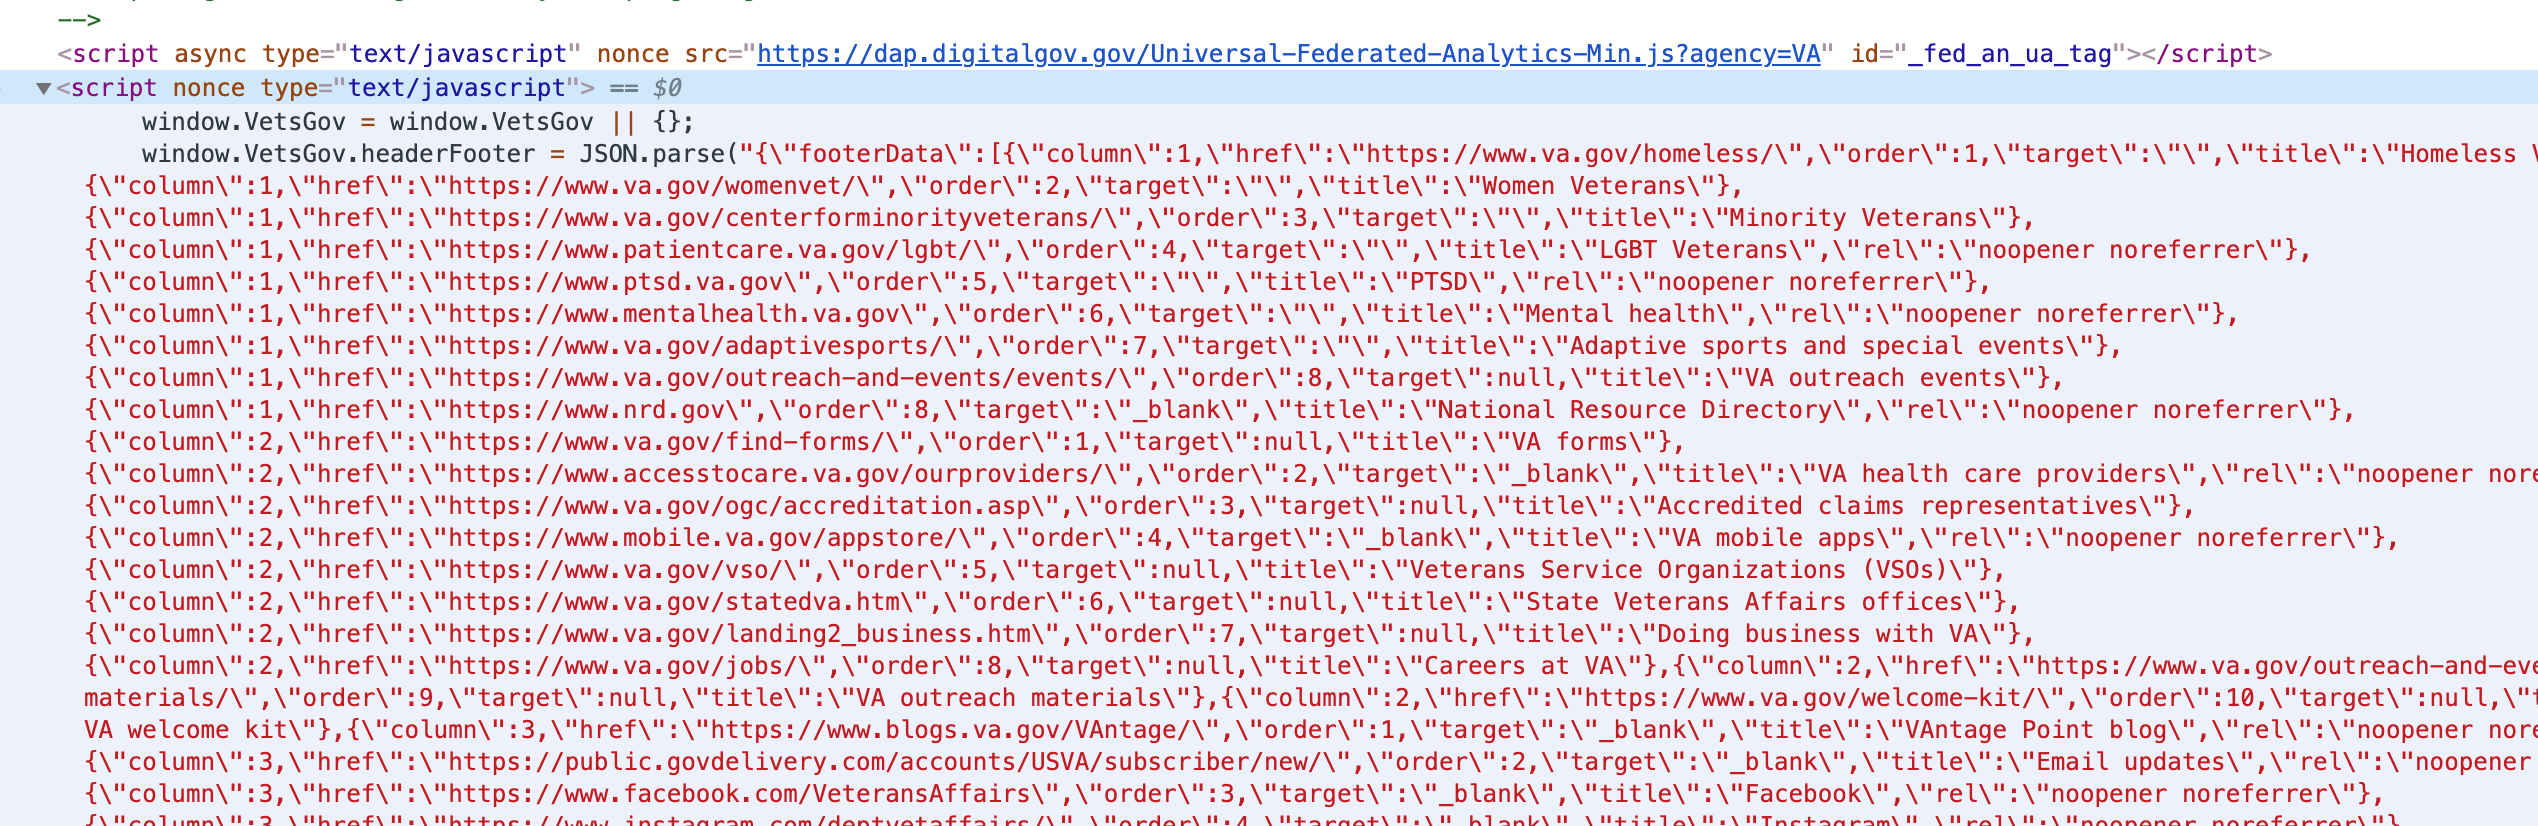 -->
<script async type="text/javascript" nonce src="https://dap.digitalgov.gov/Universal-Federated-Analytics-Min.js?agency=VA" id="_fed_an_ua_tag"></script>
▼<script nonce type="text/javascript"> == $0
window.VetsGov = window.VetsGov || {};
window.VetsGov.headerFooter = JSON.parse("{\"footerData\":[{\"column\":1,\"href\":\"https://www.va.gov/homeless/\",\"order\":1,\"target\":\"\",\"title\":\"Homeless
{\"column\":1,\"href\":\"https://www.va.gov/womenvet/\",\"order\":2,\"target\":\"\",\"title\":\"Women Veterans\"},
{\"column\":1,\"href\":\"https://www.va.gov/centerforminorityveterans/\",\"order\":3,\"target\":\"\",\"title\":\"Minority Veterans\"},
{\"column\":1,\"href\":\"https://www.patientcare.va.gov/lgbt/\",\"order\":4,\"target\":\"\",\"title\":\"LGBT Veterans\",\"rel\":\"noopener noreferrer\"},
{\"column\":1,\"href\":\"https://www.ptsd.va.gov\",\"order\":5,\"target\":\"\",\"title\":\"PTSD\",\"rel\":\"noopener noreferrer\"},
{\"column\":1,\"href\":\"https://www.mentalhealth.va.gov\",\"order\":6,\"target\":\"\",\"title\":\"Mental health\",\"rel\":\"noopener noreferrer\"},
{\"column\":1,\"href\":\"https://www.va.gov/adaptivesports/\",\"order\":7,\"target\":\"\",\"title\":\"Adaptive sports and special events\"},
{\"column\":1,\"href\":\"https://www.va.gov/outreach-and-events/events/\",\"order\":8,\"target\":null,\"title\":\"VA outreach events\"},
{\"column\":1,\"href\":\"https://www.nrd.gov\",\"order\":8,\"target\":\"_blank\",\"title\":\"National Resource Directory\",\"rel\":\"noopener noreferrer\"},
{\"column\":2,\"href\":\"https://www.va.gov/find-forms/\",\"order\":1,\"target\":null,\"title\":\"VA forms\"},
{\"column\":2,\"href\":\"https://www.accesstocare.va.gov/ourproviders/\",\"order\":2,\"target\":\"_blank\",\"title\":\"VA health care providers\",\"rel\":\"noopener nore
{\"column\":2,\"href\":\"https://www.va.gov/ogc/accreditation.asp\",\"order\":3,\"target\":null,\"title\":\"Accredited claims representatives\"},
{\"column\":2,\"href\":\"https://www.mobile.va.gov/appstore/\",\"order\":4,\"target\":\"_blank\",\"title\":\"VA mobile apps\",\"rel\":\"noopener noreferrer\"},
{\"column\":2,\"href\":\"https://www.va.gov/vso/\",\"order\":5,\"target\":null,\"title\":\"Veterans Service Organizations (VSOs)\"},
{\"column\":2,\"href\":\"https://www.va.gov/statedva.htm\",\"order\":6,\"target\":null,\"title\":\"State Veterans Affairs offices\"},
{\"column\":2,\"href\":\"https://www.va.gov/landing2_business.htm\",\"order\":7,\"target\":null,\"title\":\"Doing business with VA\"},
{\"column\":2,\"href\":\"https://www.va.gov/jobs/\",\"order\":8,\"target\":null,\"title\":\"Careers at VA\"},{\"column\":2,\"href\":\"https://www.va.gov/outreach-and-eve
materials/\",\"order\":9,\"target\":null,\"title\":\"VA outreach materials\"},{\"column\":2,\"href\":\"https://www.va.gov/welcome-kit/\",\"order\":10,\"target\":null,\"t
VA welcome kit\"},{\"column\":3,\"href\":\"https://www.blogs.va.gov/VAntage/\",\"order\":1,\"target\":\"_blank\",\"title\":\"VAntage Point blog\",\"rel\":\"noopener nore
{\"column\":3,\"href\":\"https://public.govdelivery.com/accounts/USVA/subscriber/new/\",\"order\":2,\"target\":\"_blank\",\"title\":\"Email updates\",\"rel\":\"noopener
{\"column\":3,\"href\":\"https://www.facebook.com/VeteransAffairs\",\"order\":3,\"target\":\"_blank\",\"title\":\"Facebook\",\"rel\":\"noopener noreferrer\"},
{\"column\":3,\"href\":\"https://www.instagram.com/deptvetaffairs/\",\"order\":4,\"target\":\"_blank\",\"title\":\"Instagram\",\"rel\":\"noopener noreferrer\"},